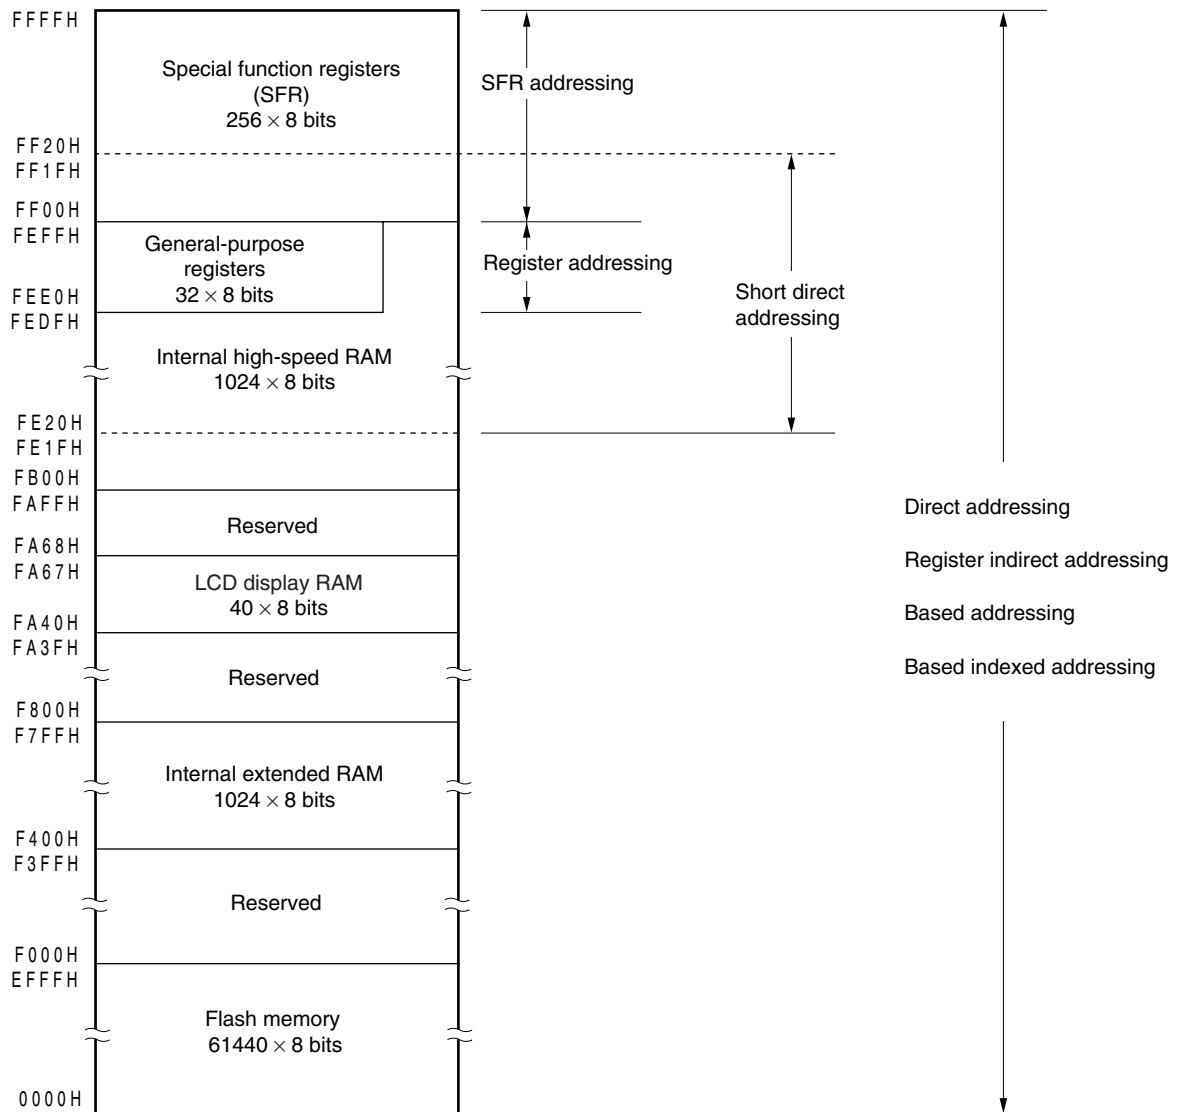 FFFFH
Special function registers
(SFR)
256 × 8 bits
SFR addressing
FF20H
FF1FH
FF00H
FEFFH
General-purpose
registers
32 × 8 bits
Register addressing
Short direct
addressing
FEE0H
FEDFH
Internal high-speed RAM
1024 × 8 bits
FE20H
FE1FH
FB00H
FAFFH
Reserved
FA68H
FA67H
LCD display RAM
40 × 8 bits
FA40H
FA3FH
Reserved
F800H
F7FFH
Internal extended RAM
1024 × 8 bits
F400H
F3FFH
Reserved
F000H
EFFFH
Flash memory
61440 × 8 bits
0000H
Direct addressing
Register indirect addressing
Based addressing
Based indexed addressing